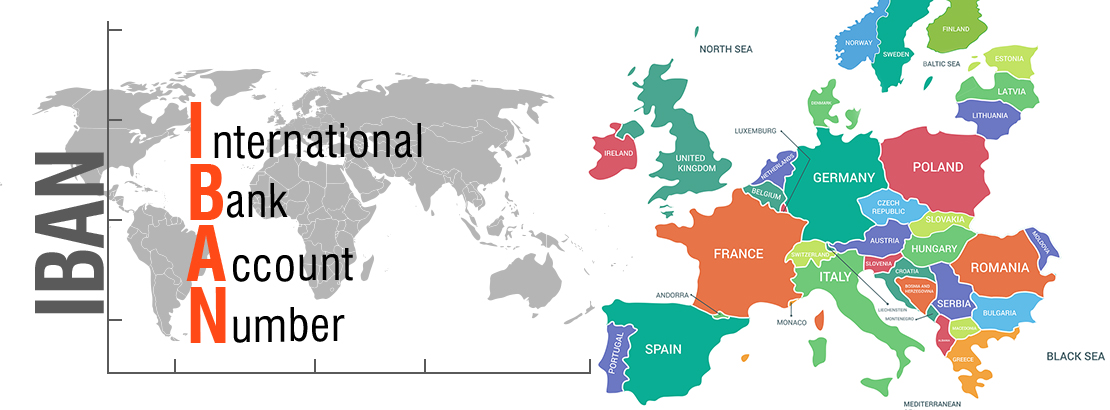 IBAN
International
Bank
Account
Number
NORTH SEA
NORWAY
SWEDEN
FINLAND
BALTIC SEA
ESTONIA
LATVIA
LITHUANIA
DENMARK
LUXEMBURG
IRELAND
UNITED
KINGDOM
NETHERLANDS
BELGIUM
GERMANY
POLAND
CZECH
REPUBLIC
SLOVAKIA
AUSTRIA
HUNGARY
MOLDOVA
FRANCE
SWITZERLAND
SLOVENIA
CROATIA
ROMANIA
ITALY
BOSNIA AND
HERZEGOVINA
SERBIA
ANDORRA
MONACO
LIECHENSTEIN
MONTENEGRO
BULGARIA
MACEDONIA
ALBANIA
GREECE
PORTUGAL
SPAIN
BLACK SEA
MEDITERRANEAN